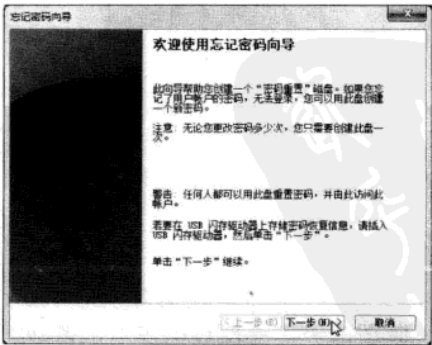 忘记密码向导
欢迎使用忘记密码向导
此向导帮助您创建一个“密码重置”磁盘。如果您忘
记了用户帐户的密码，无法登录，您可以用此盘创建
一个新密码。
注意: 无论您更改密码多少次，您只需要创建此盘一
次。
警告: 任何人都可以用此盘重置密码，并由此访问此
帐户。
若要在 USB 闪存驱动器上存储密码恢复信息，请插入
USB 闪存驱动器，然后单击“下一步”。
单击“下一步”继续。
<上一步(B) 下一步(N)> 取消